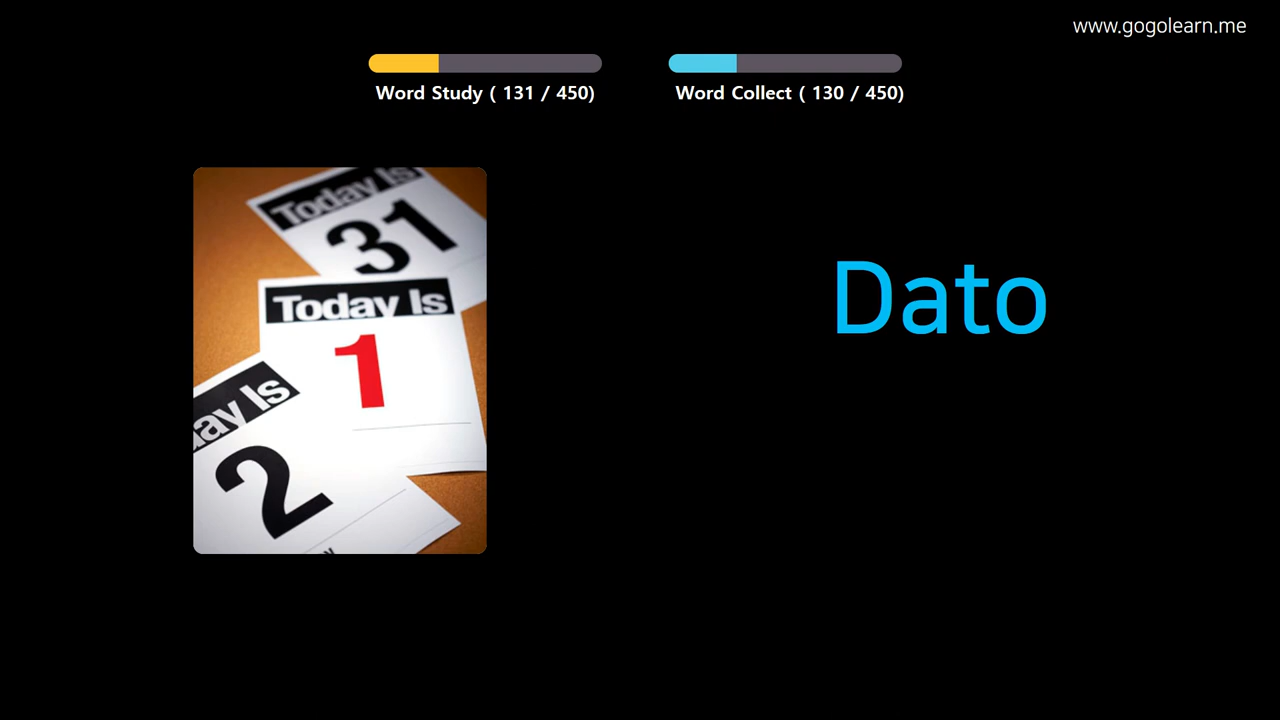 www.gogolearn.me
Word Study ( 131 / 450)
Word Collect ( 130 / 450)
Today Is
31
Today Is
1
ay Is
2
Dato